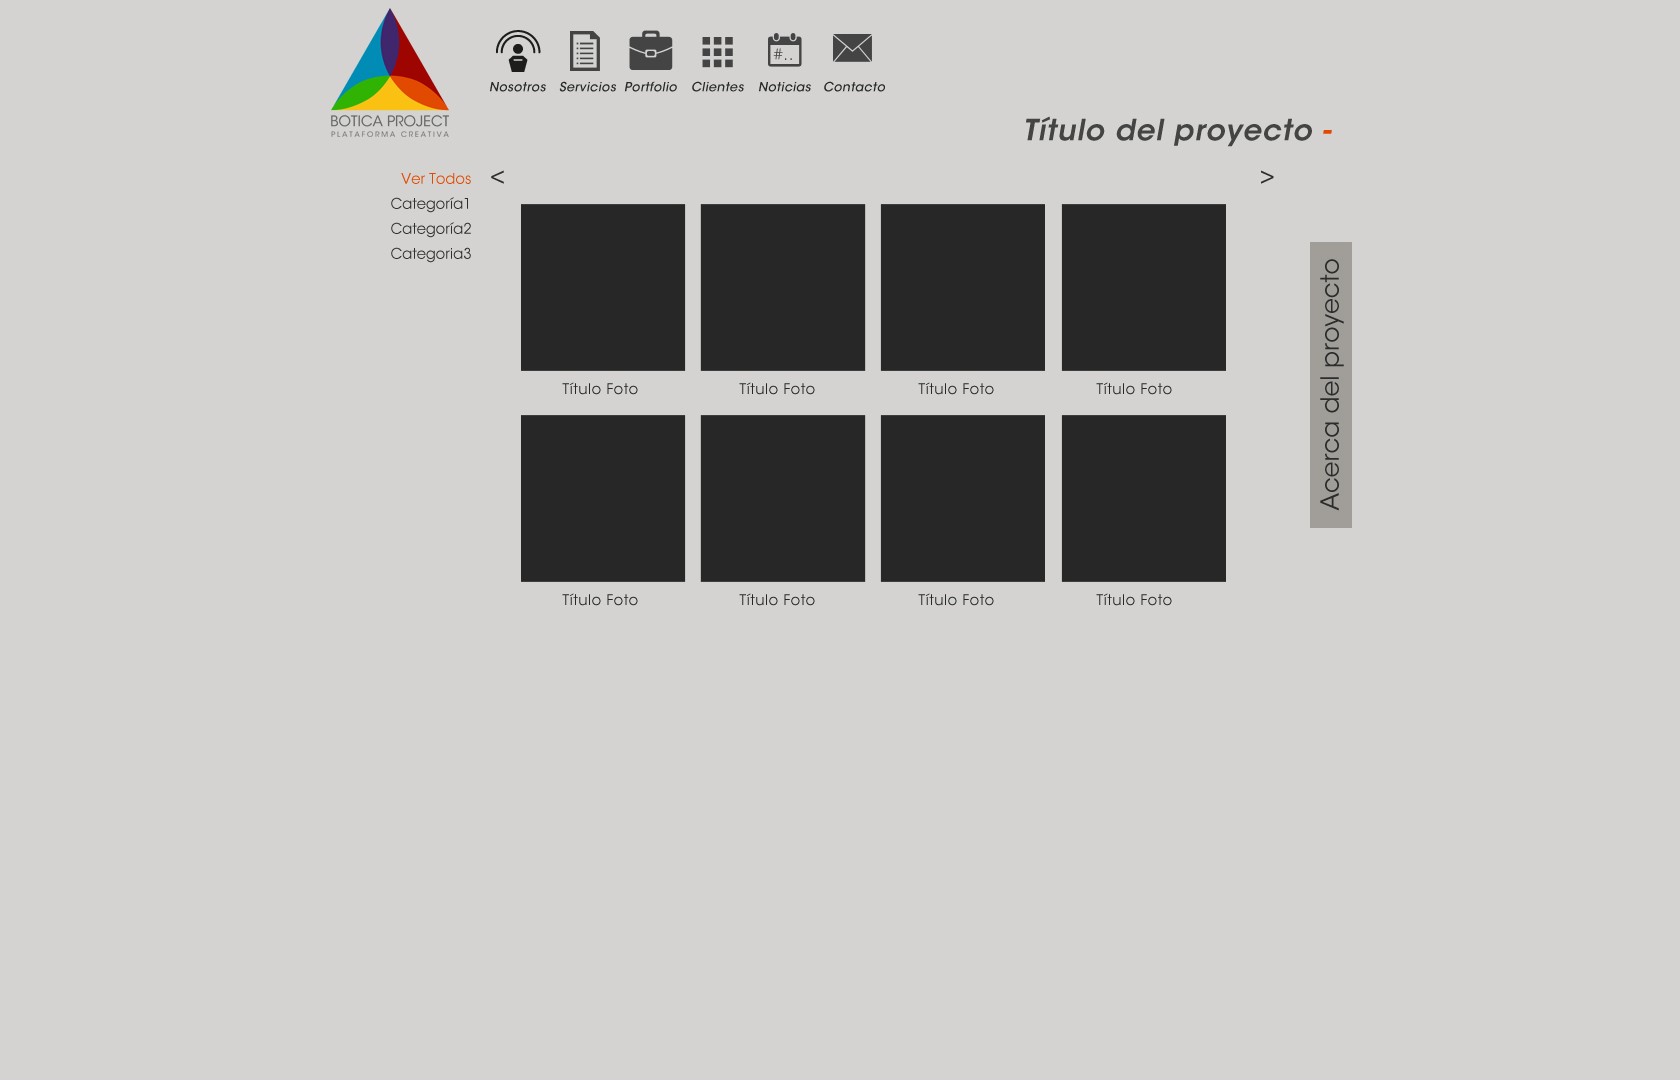 BOTICA PROJECT
PLATAFORMA CREATIVA
Nosotros Servicios Portfolio Clientes #.. Noticias Contacto
Título del proyecto -
Ver Todos
Categoría1
Categoría2
Categoria3
< >
Título Foto Título Foto Título Foto Título Foto
Título Foto Título Foto Título Foto Título Foto
Acerca del proyecto